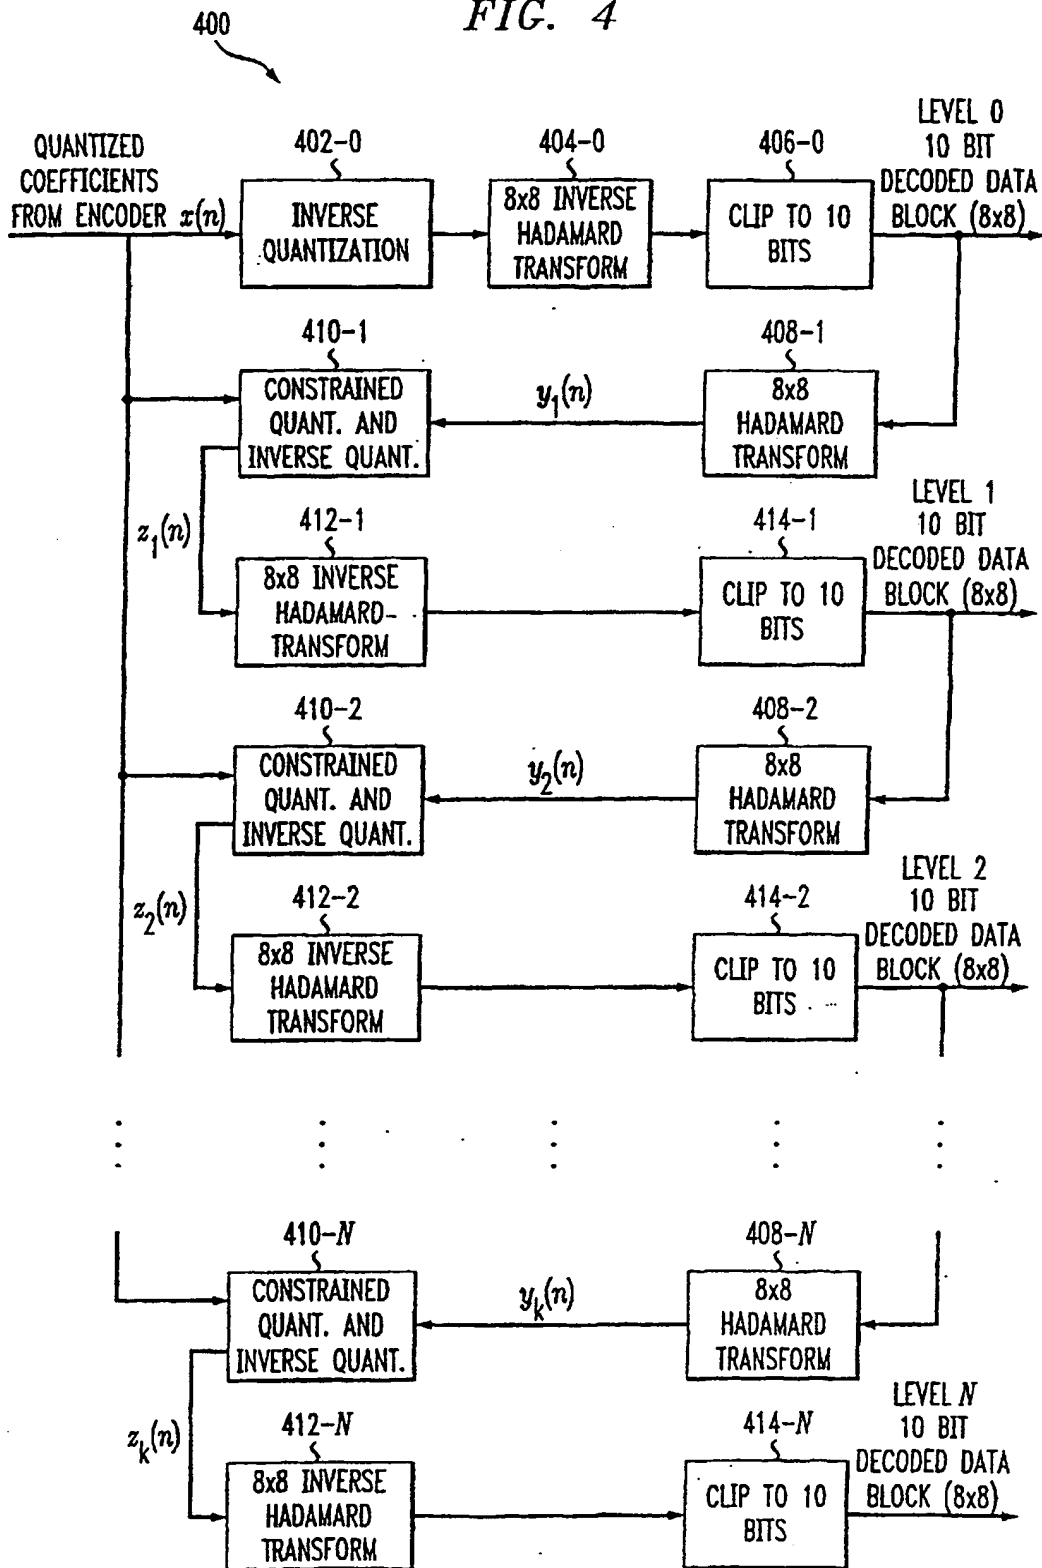 FIG. 4
400
QUANTIZED
COEFFICIENTS
FROM ENCODER x(n)
402-0
INVERSE
QUANTIZATION
404-0
8x8 INVERSE
HADAMARD
TRANSFORM
406-0
CLIP TO 10
BITS
LEVEL 0
10 BIT
DECODED DATA
BLOCK (8x8)
410-1
CONSTRAINED
QUANT. AND
INVERSE QUANT.
y1(n)
408-1
8x8
HADAMARD
TRANSFORM
z1(n)
412-1
8x8 INVERSE
HADAMARD-
TRANSFORM
414-1
CLIP TO 10
BITS
LEVEL 1
10 BIT
DECODED DATA
BLOCK (8x8)
410-2
CONSTRAINED
QUANT. AND
INVERSE QUANT.
y2(n)
408-2
8x8
HADAMARD
TRANSFORM
z2(n)
412-2
8x8 INVERSE
HADAMARD
TRANSFORM
414-2
CLIP TO 10
BITS
LEVEL 2
10 BIT
DECODED DATA
BLOCK (8x8)
410-N
CONSTRAINED
QUANT. AND
INVERSE QUANT.
yk(n)
408-N
8x8
HADAMARD
TRANSFORM
zk(n)
412-N
8x8 INVERSE
HADAMARD
TRANSFORM
414-N
CLIP TO 10
BITS
LEVEL N
10 BIT
DECODED DATA
BLOCK (8x8)